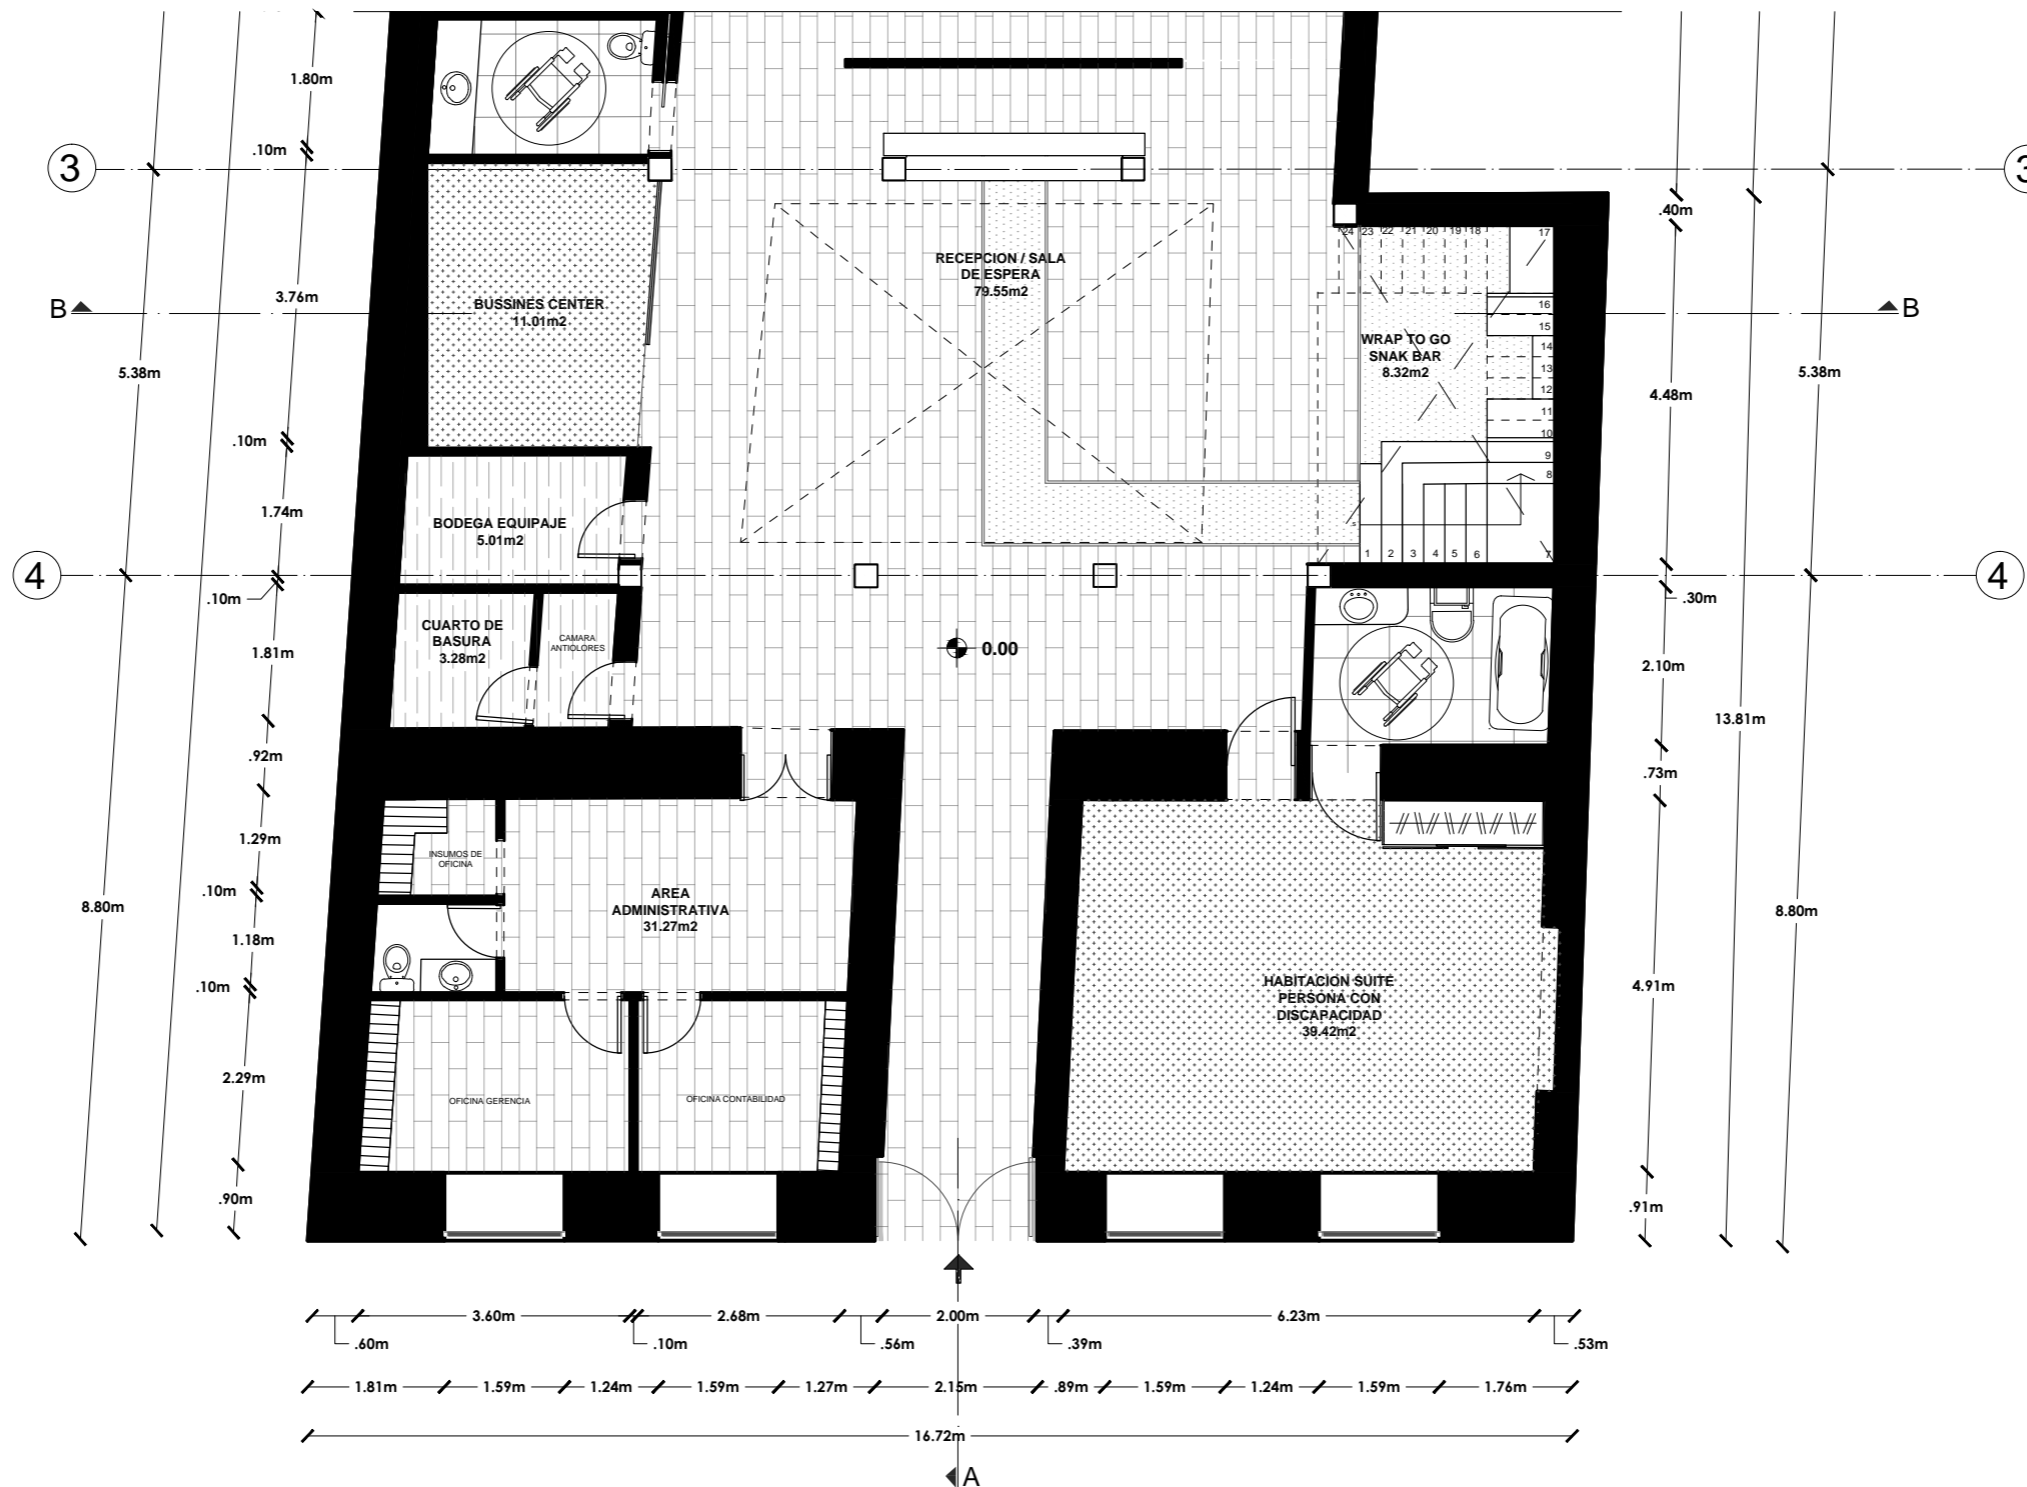 1.80m
.10m
3
3
.40m
24 23 22 21 20 19 18 17
RECEPCION / SALA
DE ESPERA
79.55m2
3.76m
BUSSINES CENTER
11.01m2
B
B
16
15
WRAP TO GO
SNAK BAR
8.32m2
14
13
12
11
10
9
8
5.38m
5.38m
4.48m
.10m
1.74m
BODEGA EQUIPAJE
5.01m2
S
1 2 3 4 5 6 7
4
4
.10m
.30m
CUARTO DE
BASURA
3.28m2
CAMARA
ANTIOLORES
0.00
1.81m
2.10m
13.81m
.92m
.73m
1.29m
INSUMOS DE
OFICINA
.10m
AREA
ADMINISTRATIVA
31.27m2
8.80m
8.80m
1.18m
.10m
HABITACION SUITE
PERSONA CON
DISCAPACIDAD
39.42m2
4.91m
2.29m
OFICINA GERENCIA
OFICINA CONTABILIDAD
.90m
.91m
3.60m 2.68m 2.00m 6.23m
.60m .10m .56m .39m .53m
1.81m 1.59m 1.24m 1.59m 1.27m 2.15m .89m 1.59m 1.24m 1.59m 1.76m
16.72m
A